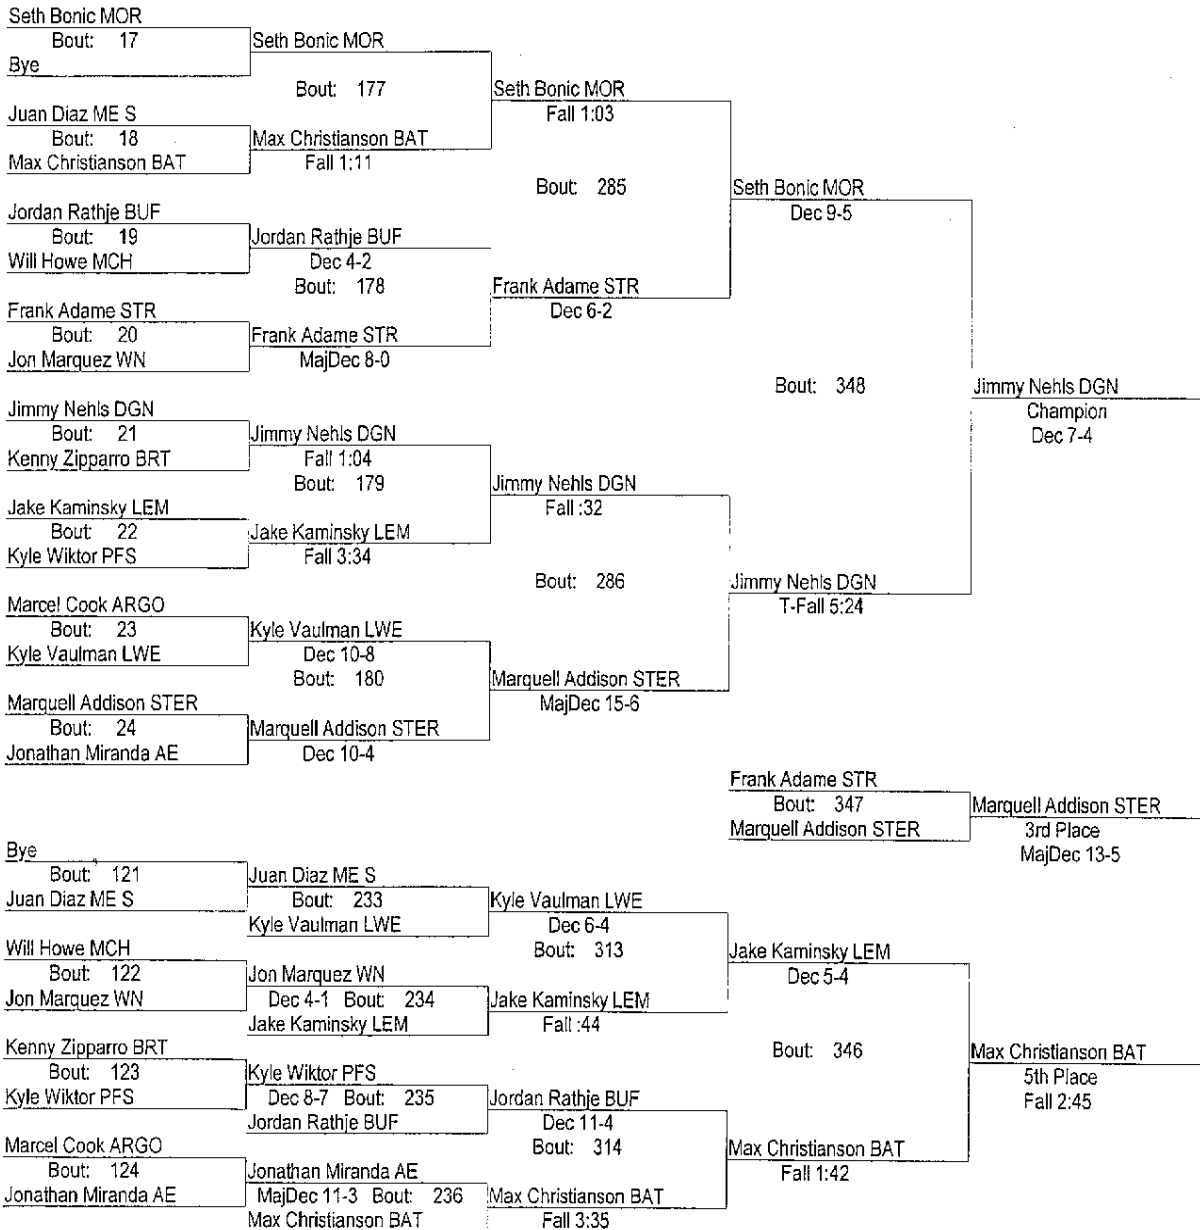 Seth Bonic MOR
Bout: 17
Bye
Seth Bonic MOR
Bout: 177
Juan Diaz ME S
Bout: 18
Max Christianson BAT
Max Christianson BAT
Fall 1:11
Seth Bonic MOR
Fall 1:03
Bout: 285
Jordan Rathje BUF
Bout: 19
Will Howe MCH
Jordan Rathje BUF
Dec 4-2
Bout: 178
Frank Adame STR
Bout: 20
Jon Marquez WN
Frank Adame STR
MajDec 8-0
Frank Adame STR
Dec 6-2
Seth Bonic MOR
Dec 9-5
Bout: 348
Jimmy Nehls DGN
Champion
Dec 7-4
Jimmy Nehls DGN
Bout: 21
Kenny Zipparro BRT
Jimmy Nehls DGN
Fall 1:04
Bout: 179
Jake Kaminsky LEM
Bout: 22
Kyle Wiktor PFS
Jake Kaminsky LEM
Fall 3:34
Jimmy Nehls DGN
Fall :32
Bout: 286
Jimmy Nehls DGN
T-Fall 5:24
Marcel Cook ARGO
Bout: 23
Kyle Vaulman LWE
Kyle Vaulman LWE
Dec 10-8
Bout: 180
Marquell Addison STER
Bout: 24
Jonathan Miranda AE
Marquell Addison STER
Dec 10-4
Marquell Addison STER
MajDec 15-6
Frank Adame STR
Bout: 347
Marquell Addison STER
Marquell Addison STER
3rd Place
MajDec 13-5
Bye
Bout: 121
Juan Diaz ME S
Juan Diaz ME S
Bout: 233
Kyle Vaulman LWE
Kyle Vaulman LWE
Dec 6-4
Bout: 313
Will Howe MCH
Bout: 122
Jon Marquez WN
Jon Marquez WN
Dec 4-1 Bout: 234
Jake Kaminsky LEM
Jake Kaminsky LEM
Fall :44
Jake Kaminsky LEM
Dec 5-4
Bout: 346
Kenny Zipparro BRT
Bout: 123
Kyle Wiktor PFS
Kyle Wiktor PFS
Dec 8-7 Bout: 235
Jordan Rathje BUF
Jordan Rathje BUF
Dec 11-4
Bout: 314
Marcel Cook ARGO
Bout: 124
Jonathan Miranda AE
Jonathan Miranda AE
MajDec 11-3 Bout: 236
Max Christianson BAT
Max Christianson BAT
Fall 3:35
Max Christianson BAT
Fall 1:42
Max Christianson BAT
5th Place
Fall 2:45